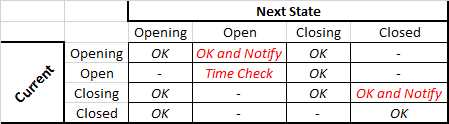 Next State
Opening Open Closing Closed
Current
Opening OK OK and Notify OK -
Open - Time Check OK -
Closing OK - OK OK and Notify
Closed OK - - OK